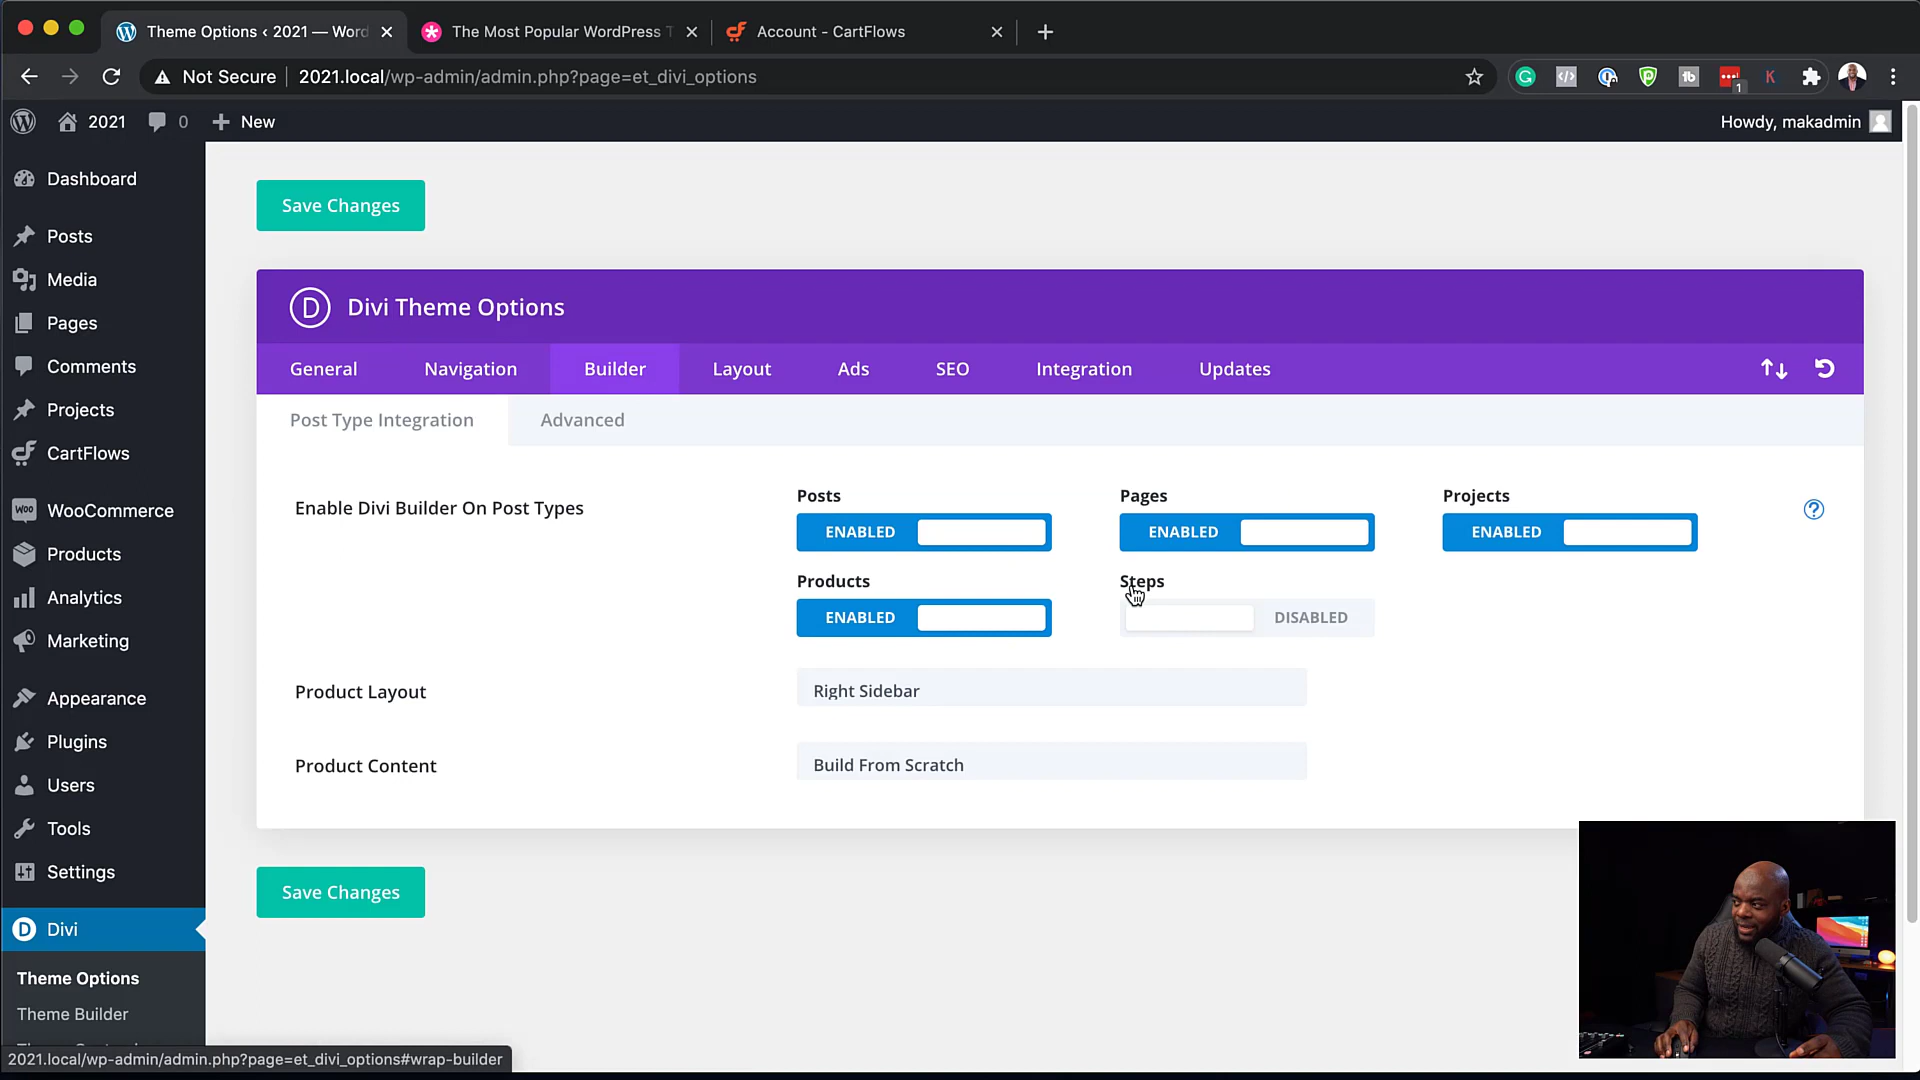 Theme Options ‹ 2021 — Word
The Most Popular WordPress T
Account - CartFlows
Not Secure
2021.local/wp-admin/admin.php?page=et_divi_options
1
2021
0
New
Howdy, makadmin
Dashboard
Posts
Media
Pages
Comments
Projects
CartFlows
WooCommerce
Products
Analytics
Marketing
Appearance
Plugins
Users
Tools
Settings
Divi
Theme Options
Theme Builder
2021.local/wp-admin/admin.php?page=et_divi_options#wrap-builder
Save Changes
D Divi Theme Options
General Navigation Builder Layout Ads SEO Integration Updates
Post Type Integration Advanced
Enable Divi Builder On Post Types
Posts Pages Projects
ENABLED ENABLED ENABLED
?
Products Steps
ENABLED DISABLED
Product Layout Right Sidebar
Product Content Build From Scratch
Save Changes